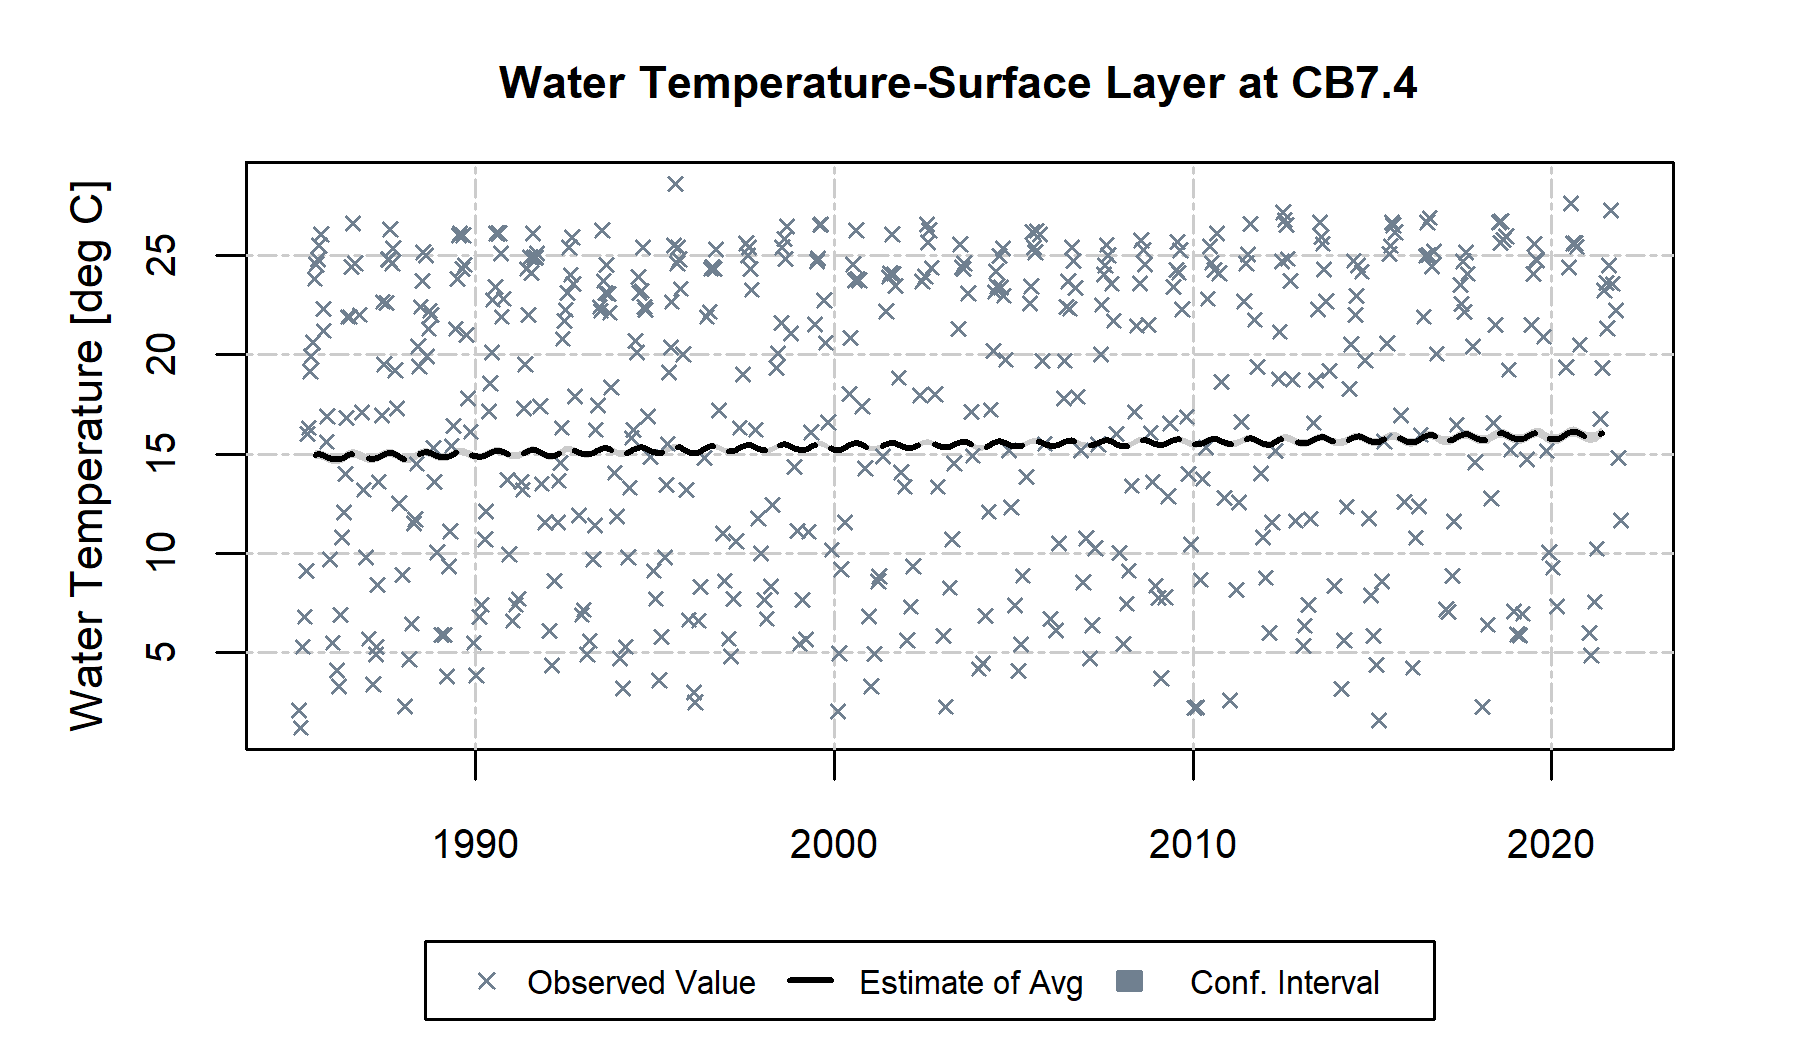 Water Temperature-Surface Layer at CB7.4
Water Temperature [deg C]
25
20
15
10
5
1990 2000 2010 2020
Observed Value Estimate of Avg Conf. Interval